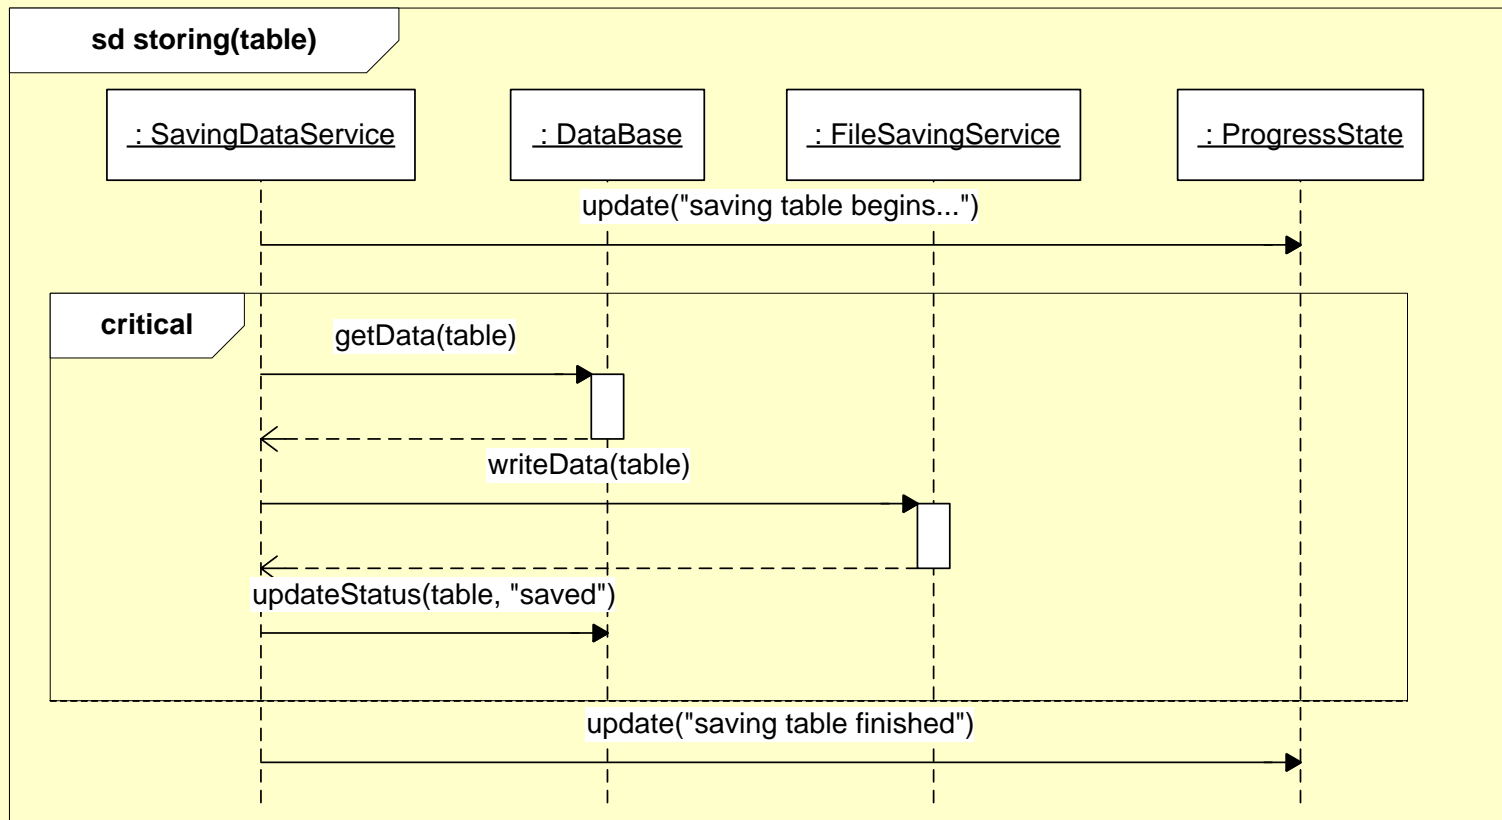 sd storing(table)
: SavingDataService
: DataBase
: FileSavingService
: ProgressState
update("saving table begins...")
critical
getData(table)
writeData(table)
updateStatus(table, "saved")
update("saving table finished")